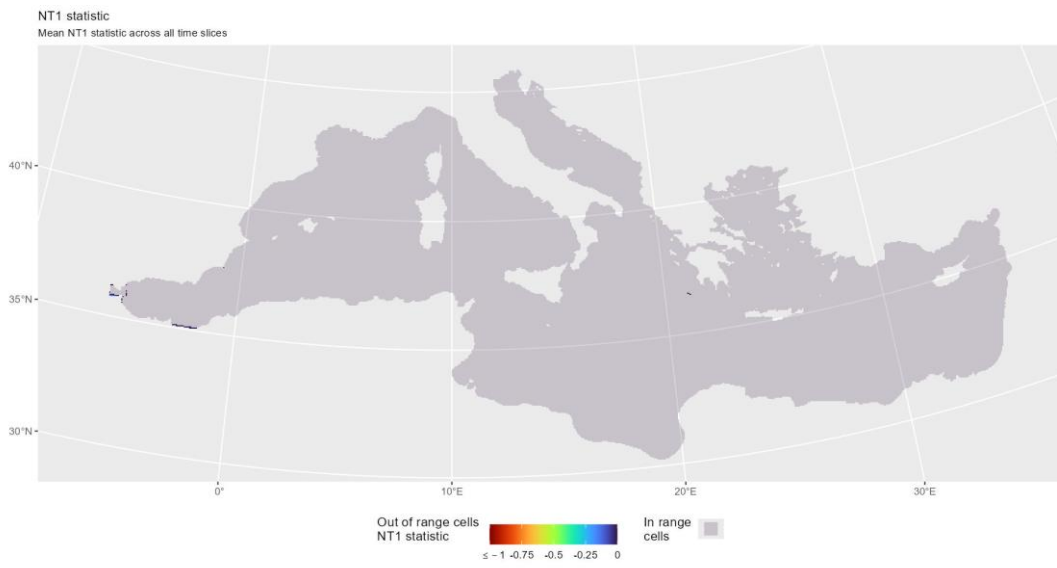 NT1 statistic
Mean NT1 statistic across all time slices
40°N
35°N
30°N
0°
10°E
20°E
30°E
Out of range cells
NT1 statistic
≤ − 1 -0.75 -0.5 -0.25 0
In range
cells